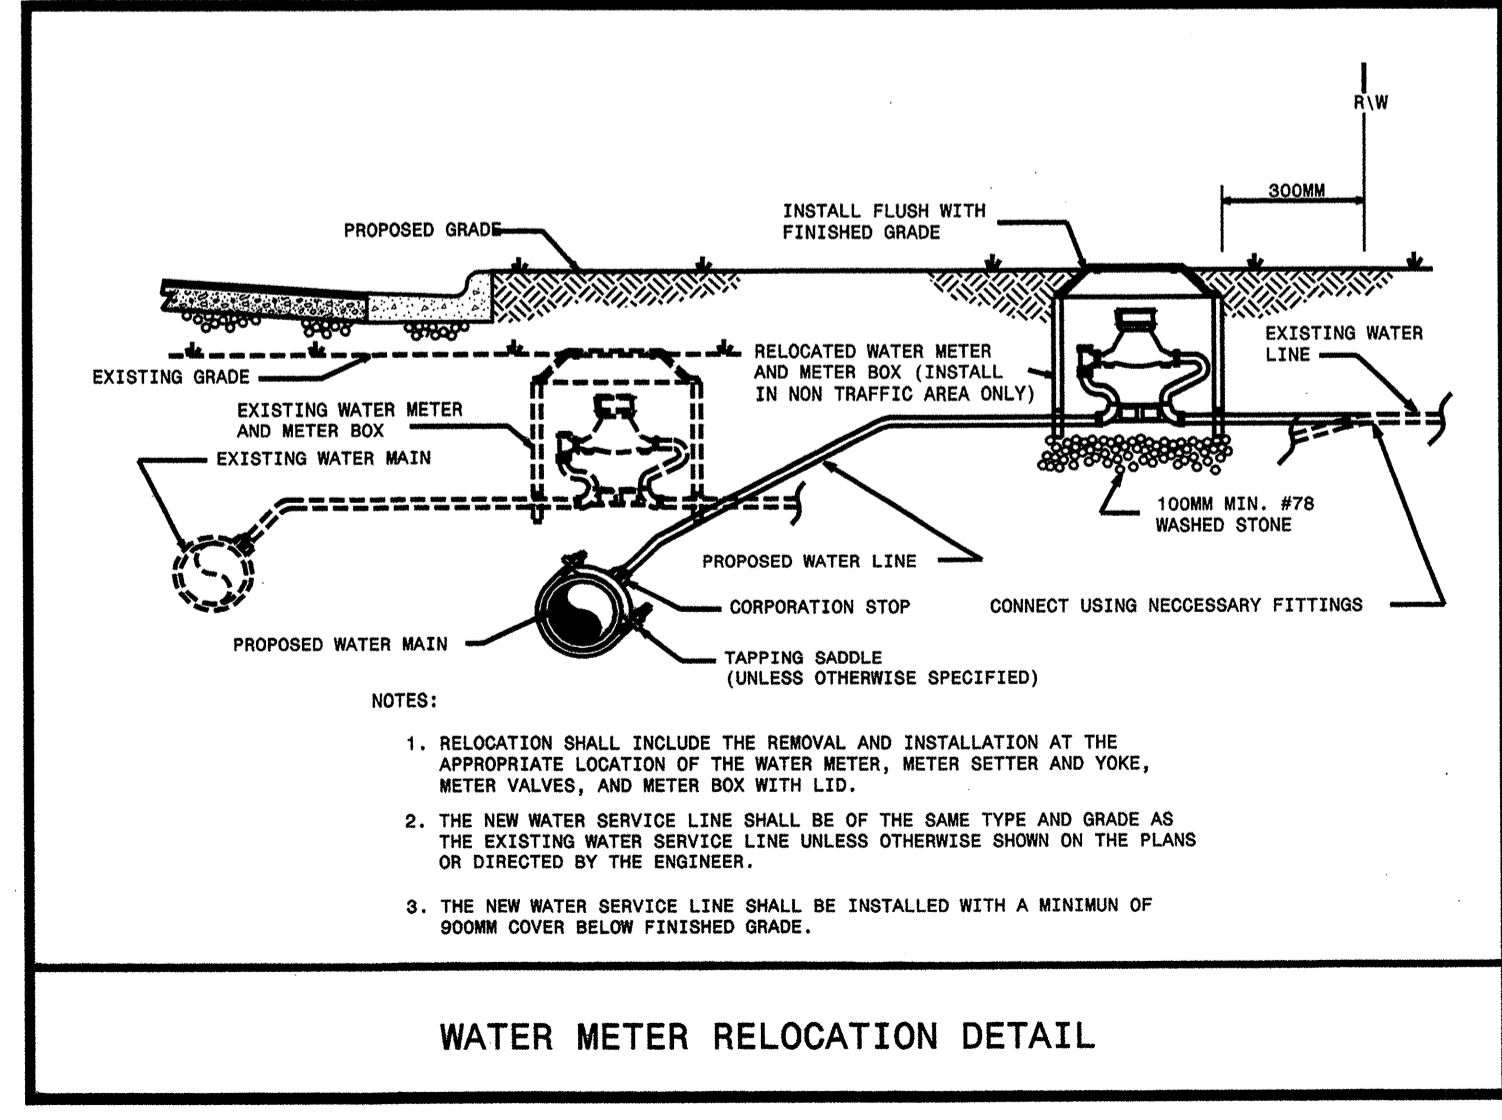 R\W
300MM
INSTALL FLUSH WITH
FINISHED GRADE
PROPOSED GRADE
EXISTING WATER
LINE
RELOCATED WATER METER
AND METER BOX (INSTALL
IN NON TRAFFIC AREA ONLY)
EXISTING GRADE
EXISTING WATER METER
AND METER BOX
EXISTING WATER MAIN
100MM MIN. #78
WASHED STONE
PROPOSED WATER LINE
CORPORATION STOP
CONNECT USING NECCESSARY FITTINGS
PROPOSED WATER MAIN
TAPPING SADDLE
(UNLESS OTHERWISE SPECIFIED)
NOTES:
1. RELOCATION SHALL INCLUDE THE REMOVAL AND INSTALLATION AT THE
APPROPRIATE LOCATION OF THE WATER METER, METER SETTER AND YOKE,
METER VALVES, AND METER BOX WITH LID.
2. THE NEW WATER SERVICE LINE SHALL BE OF THE SAME TYPE AND GRADE AS
THE EXISTING WATER SERVICE LINE UNLESS OTHERWISE SHOWN ON THE PLANS
OR DIRECTED BY THE ENGINEER.
3. THE NEW WATER SERVICE LINE SHALL BE INSTALLED WITH A MINIMUN OF
900MM COVER BELOW FINISHED GRADE.
WATER METER RELOCATION DETAIL